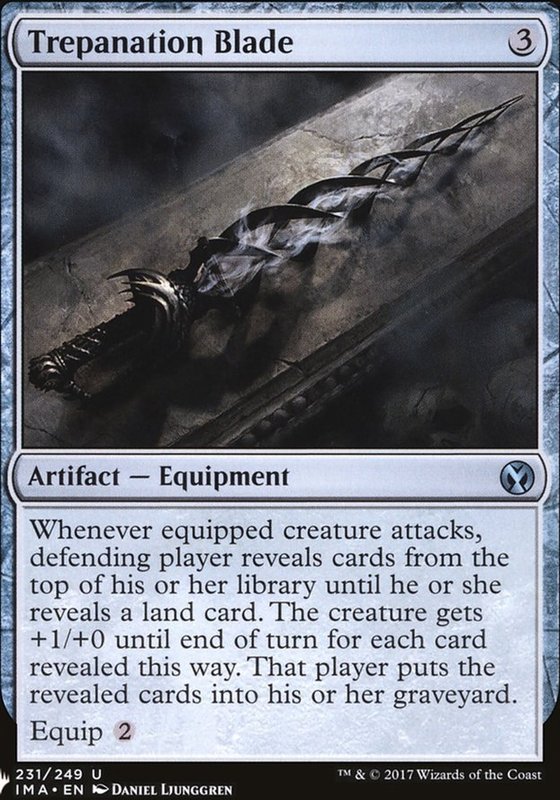 Trepanation Blade 3
Artifact — Equipment
Whenever equipped creature attacks,
defending player reveals cards from the
top of his or her library until he or she
reveals a land card. The creature gets
+1/+0 until end of turn for each card
revealed this way. That player puts the
revealed cards into his or her graveyard.
Equip 2
231/249 U
IMA • EN Daniel Ljunggren
™ & © 2017 Wizards of the Coast